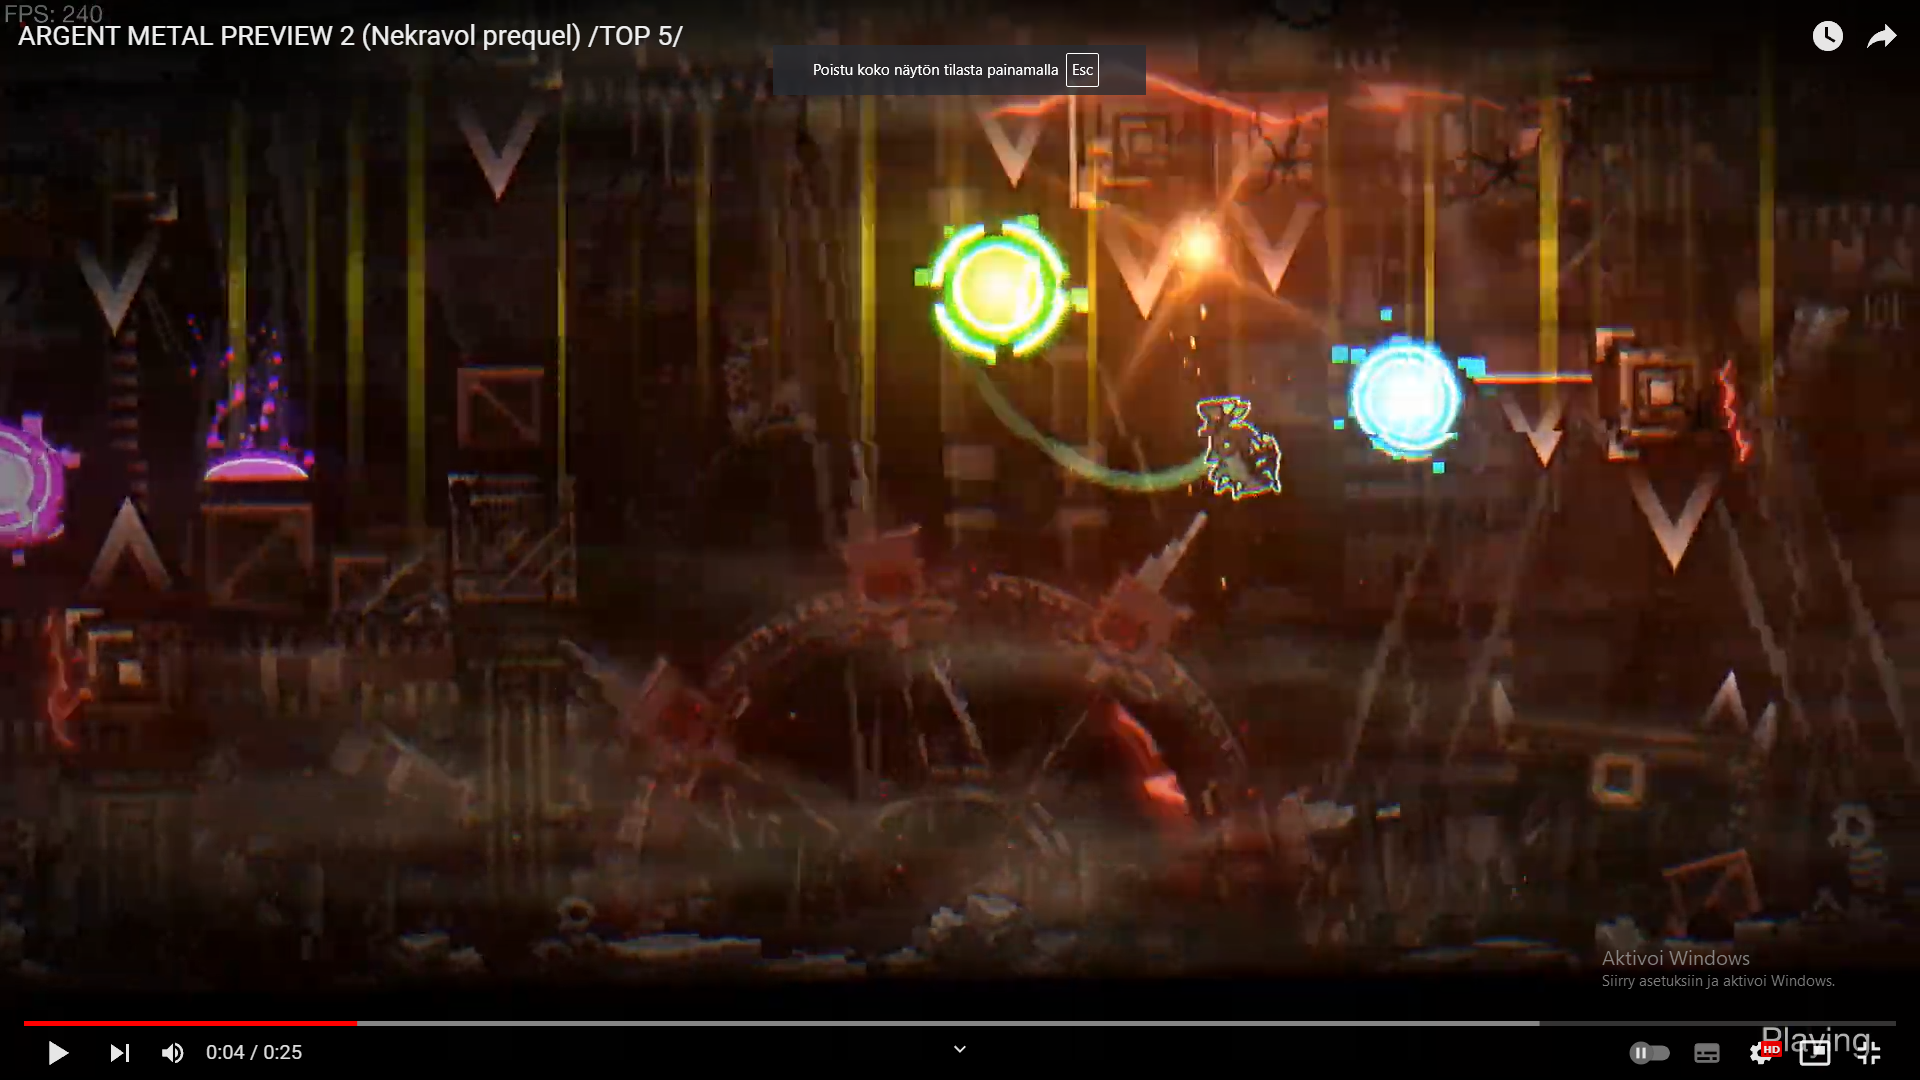 FPS: 240
ARGENT METAL PREVIEW 2 (Nekravol prequel) /TOP 5/
Poistu koko näytön tilasta painamalla Esc
Aktivoi Windows
Siirry asetuksiin ja aktivoi Windows.
Playing
0:04 / 0:25
HD